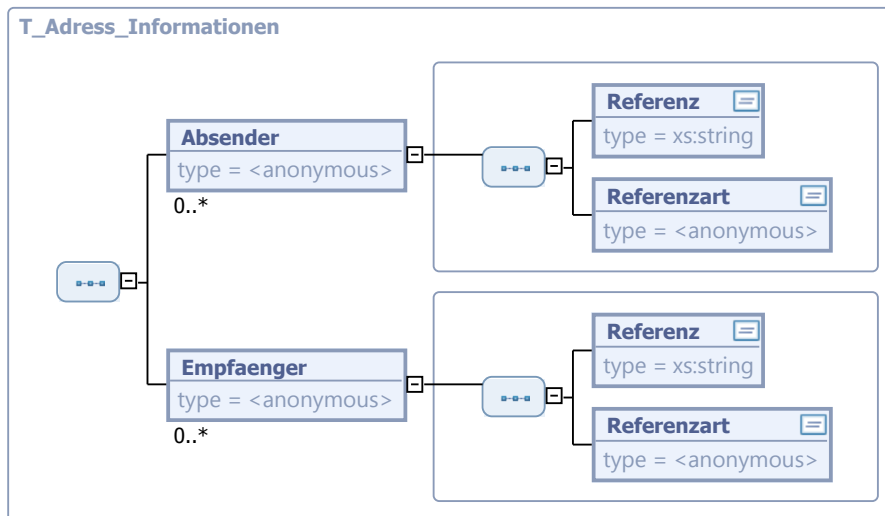 T_Adress_Informationen
Absender
type = <anonymous>
0..*
Referenz
type = xs:string
Referenzart
type = <anonymous>
Empfaenger
type = <anonymous>
0..*
Referenz
type = xs:string
Referenzart
type = <anonymous>